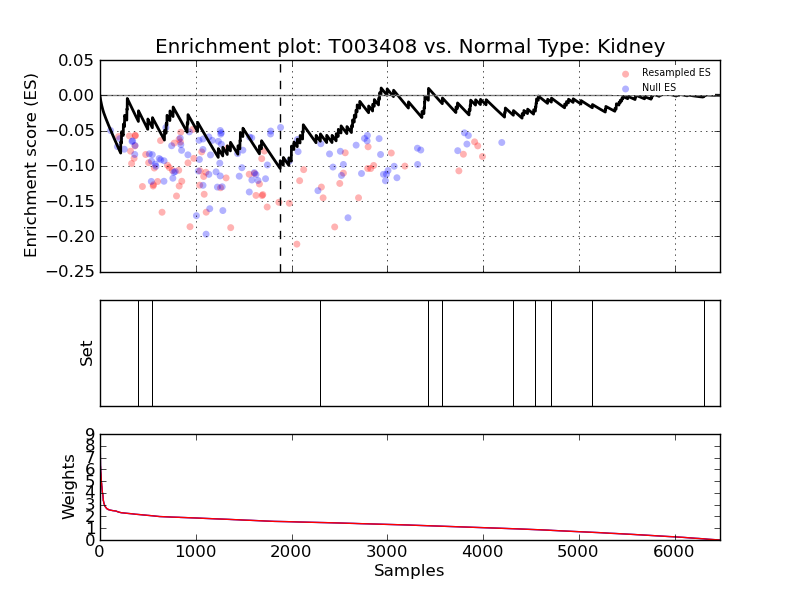 Enrichment plot: T003408 vs. Normal Type: Kidney
Enrichment score (ES)
0.05
0.00
−0.05
−0.10
−0.15
−0.20
−0.25
Resampled ES
Null ES
Set
Weights
9
8
7
6
5
4
3
2
1
0
0 1000 2000 3000 4000 5000 6000
Samples